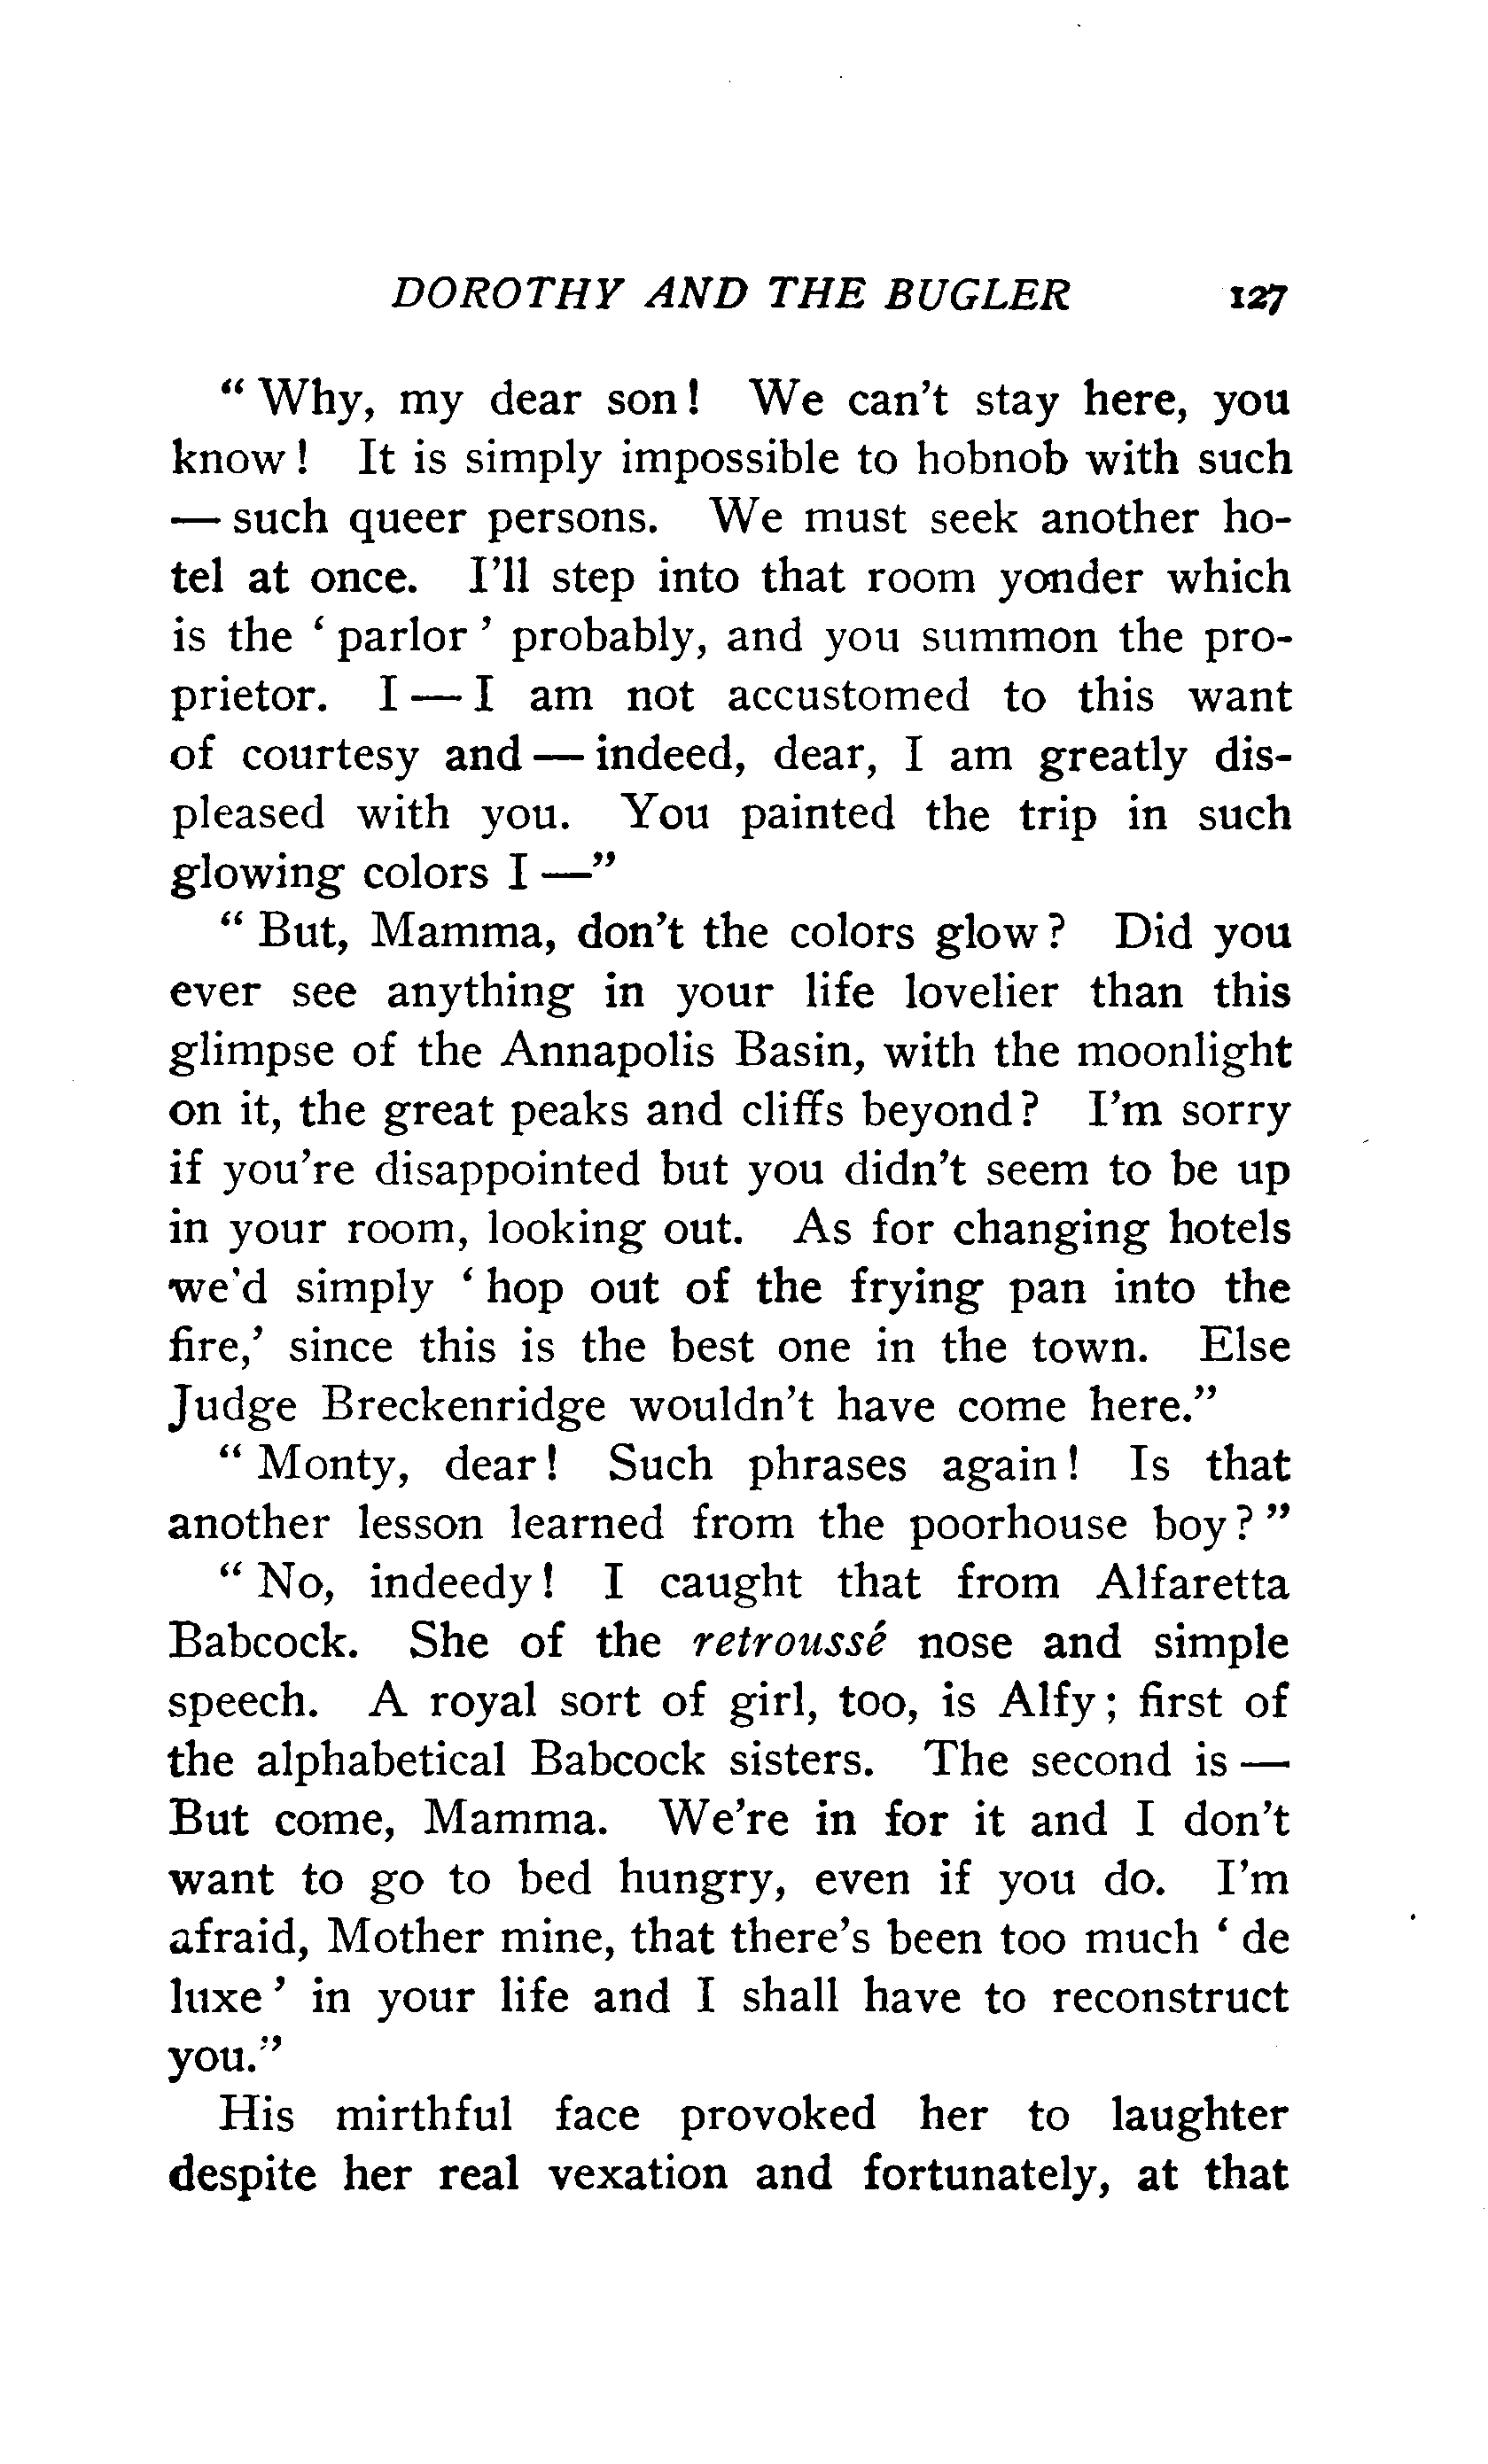 DOROTHY AND THE BUGLER 127
“ Why, my dear son! We can't stay here, you
know! It is simply impossible to hobnob with such
— such queer persons. We must seek another ho-
tel at once. I'll step into that room yonder which
is the ‘ parlor ’ probably, and you summon the pro-
prietor. I — I am not accustomed to this want
of courtesy and — indeed, dear, I am greatly dis-
pleased with you. You painted the trip in such
glowing colors I —”
“ But, Mamma, don't the colors glow? Did you
ever see anything in your life lovelier than this
glimpse of the Annapolis Basin, with the moonlight
on it, the great peaks and cliffs beyond? I'm sorry
if you're disappointed but you didn't seem to be up
in your room, looking out. As for changing hotels
we'd simply ‘ hop out of the frying pan into the
fire,’ since this is the best one in the town. Else
Judge Breckenridge wouldn't have come here.”
“ Monty, dear! Such phrases again! Is that
another lesson learned from the poorhouse boy? ”
“ No, indeedy! I caught that from Alfaretta
Babcock. She of the retroussé nose and simple
speech. A royal sort of girl, too, is Alfy; first of
the alphabetical Babcock sisters. The second is —
But come, Mamma. We're in for it and I don't
want to go to bed hungry, even if you do. I'm
afraid, Mother mine, that there's been too much ‘ de
luxe ’ in your life and I shall have to reconstruct
you.”
His mirthful face provoked her to laughter
despite her real vexation and fortunately, at that